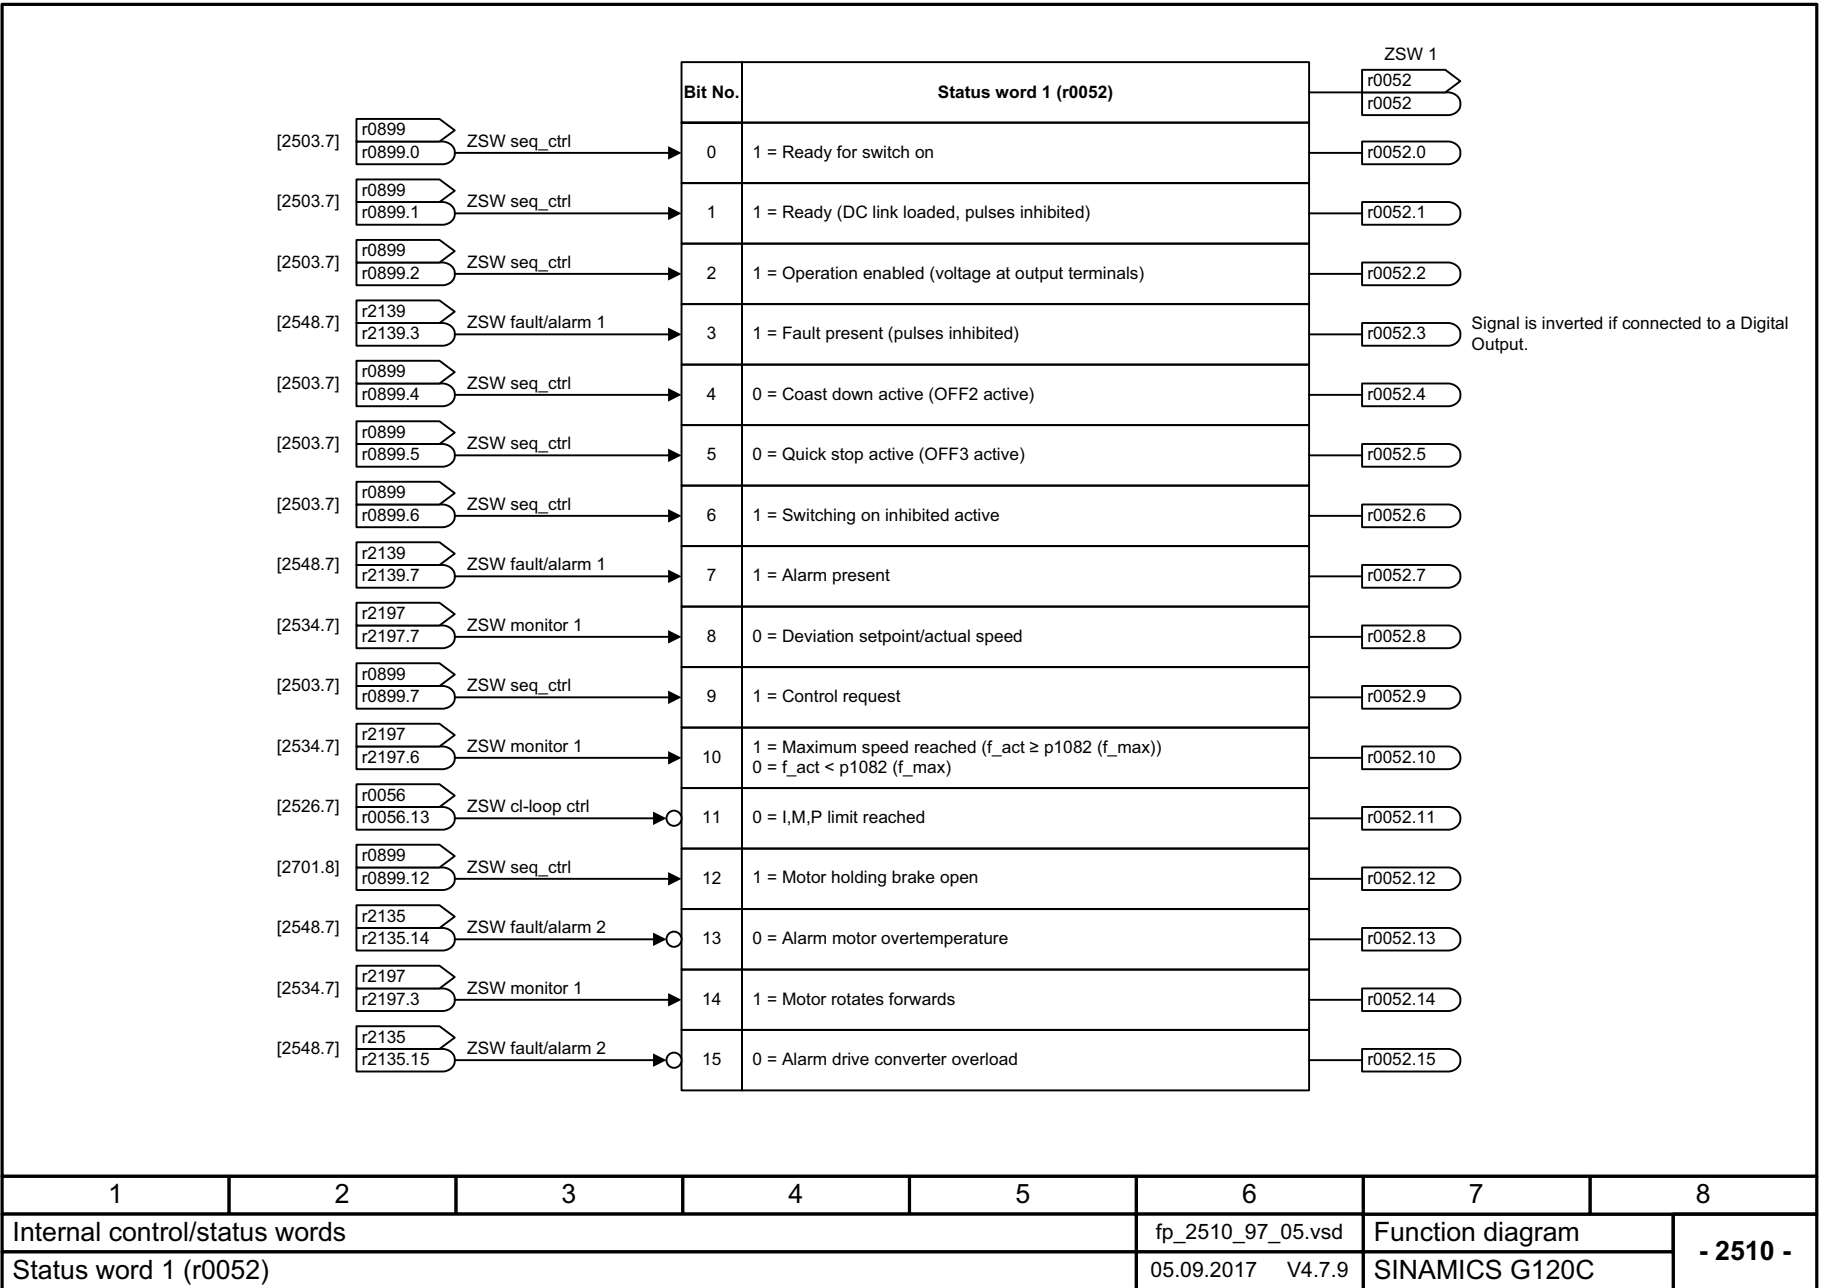 ZSW 1
r0052
r0052
Bit No. Status word 1 (r0052)
[2503.7] r0899 r0899.0 ZSW seq_ctrl 0 1 = Ready for switch on r0052.0
[2503.7] r0899 r0899.1 ZSW seq_ctrl 1 1 = Ready (DC link loaded, pulses inhibited) r0052.1
[2503.7] r0899 r0899.2 ZSW seq_ctrl 2 1 = Operation enabled (voltage at output terminals) r0052.2
[2548.7] r2139 r2139.3 ZSW fault/alarm 1 3 1 = Fault present (pulses inhibited) r0052.3 Signal is inverted if connected to a Digital
Output.
[2503.7] r0899 r0899.4 ZSW seq_ctrl 4 0 = Coast down active (OFF2 active) r0052.4
[2503.7] r0899 r0899.5 ZSW seq_ctrl 5 0 = Quick stop active (OFF3 active) r0052.5
[2503.7] r0899 r0899.6 ZSW seq_ctrl 6 1 = Switching on inhibited active r0052.6
[2548.7] r2139 r2139.7 ZSW fault/alarm 1 7 1 = Alarm present r0052.7
[2534.7] r2197 r2197.7 ZSW monitor 1 8 0 = Deviation setpoint/actual speed r0052.8
[2503.7] r0899 r0899.7 ZSW seq_ctrl 9 1 = Control request r0052.9
[2534.7] r2197 r2197.6 ZSW monitor 1 10 1 = Maximum speed reached (f_act ≥ p1082 (f_max))
0 = f_act < p1082 (f_max) r0052.10
[2526.7] r0056 r0056.13 ZSW cl-loop ctrl 11 0 = I,M,P limit reached r0052.11
[2701.8] r0899 r0899.12 ZSW seq_ctrl 12 1 = Motor holding brake open r0052.12
[2548.7] r2135 r2135.14 ZSW fault/alarm 2 13 0 = Alarm motor overtemperature r0052.13
[2534.7] r2197 r2197.3 ZSW monitor 1 14 1 = Motor rotates forwards r0052.14
[2548.7] r2135 r2135.15 ZSW fault/alarm 2 15 0 = Alarm drive converter overload r0052.15
1 2 3 4 5 6 7 8
Internal control/status words fp_2510_97_05.vsd Function diagram - 2510 -
Status word 1 (r0052) 05.09.2017 V4.7.9 SINAMICS G120C